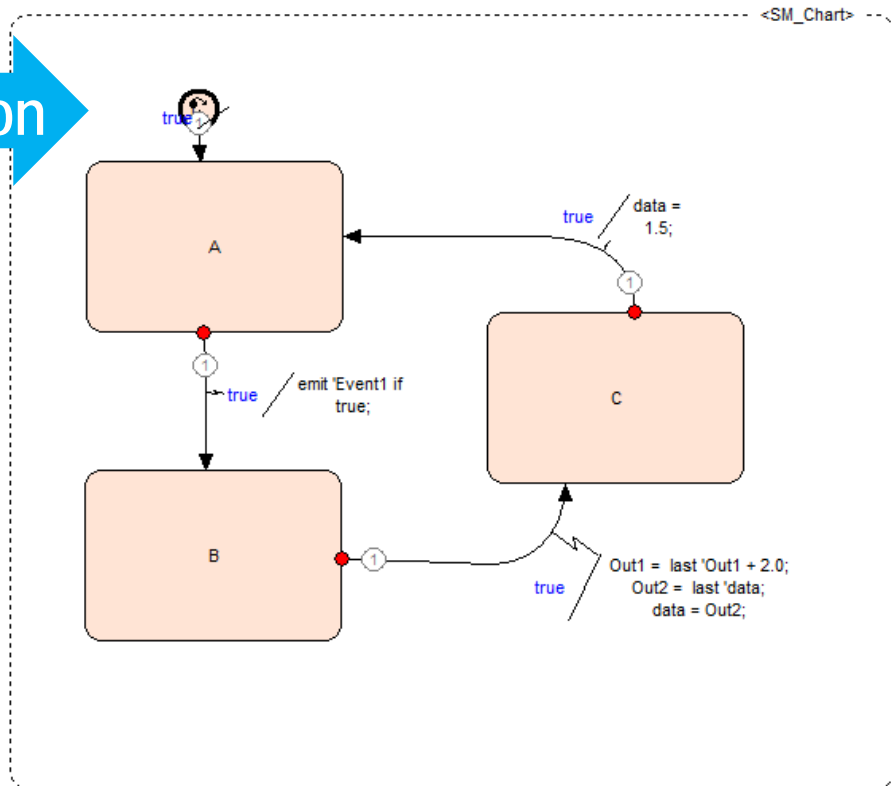 <SM_Chart>
on
true
1
A
data =
1.5;
true
1
1
emit 'Event1 if
true;
true
C
B
1
Out1 = last 'Out1 + 2.0;
Out2 = last 'data;
data = Out2;
true